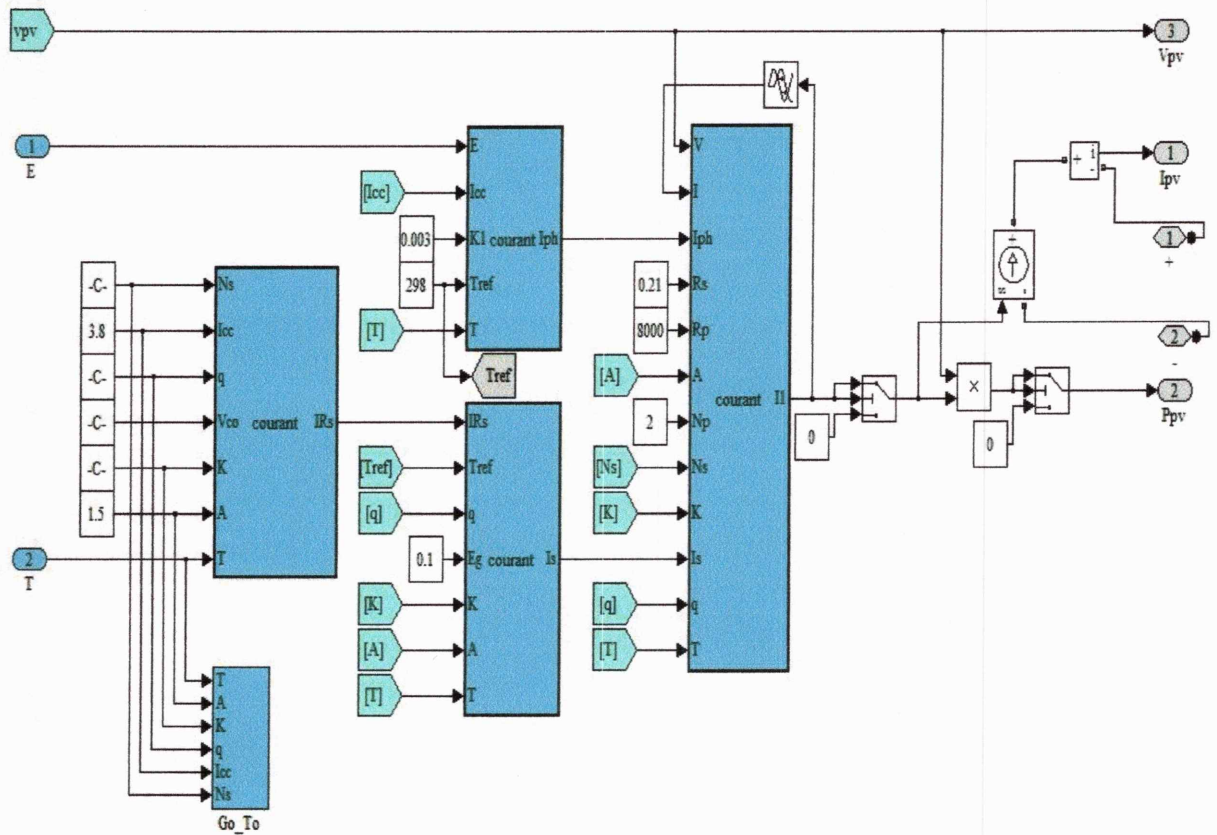 vpv
3
Vpv
1
E
E
[Icc]
Icc
0.003
K1
courant
Iph
298
Tref
[T]
T
Tref
V
I
Iph
0.21
Rs
8000
Rp
[A]
A
courant
I1
2
Np
[Ns]
Ns
[K]
K
Is
[q]
q
[T]
T
+
i
-
1
Ipv
1
+
2
-
0
×
0
2
Ppv
-C-
Ns
3.8
Icc
-C-
q
-C-
Vco
courant
IRs
-C-
K
1.5
A
2
T
T
IRs
[Tref]
Tref
[q]
q
0.1
Eg
courant
Is
[K]
K
[A]
A
[T]
T
T
A
K
q
Icc
Ns
Go_To